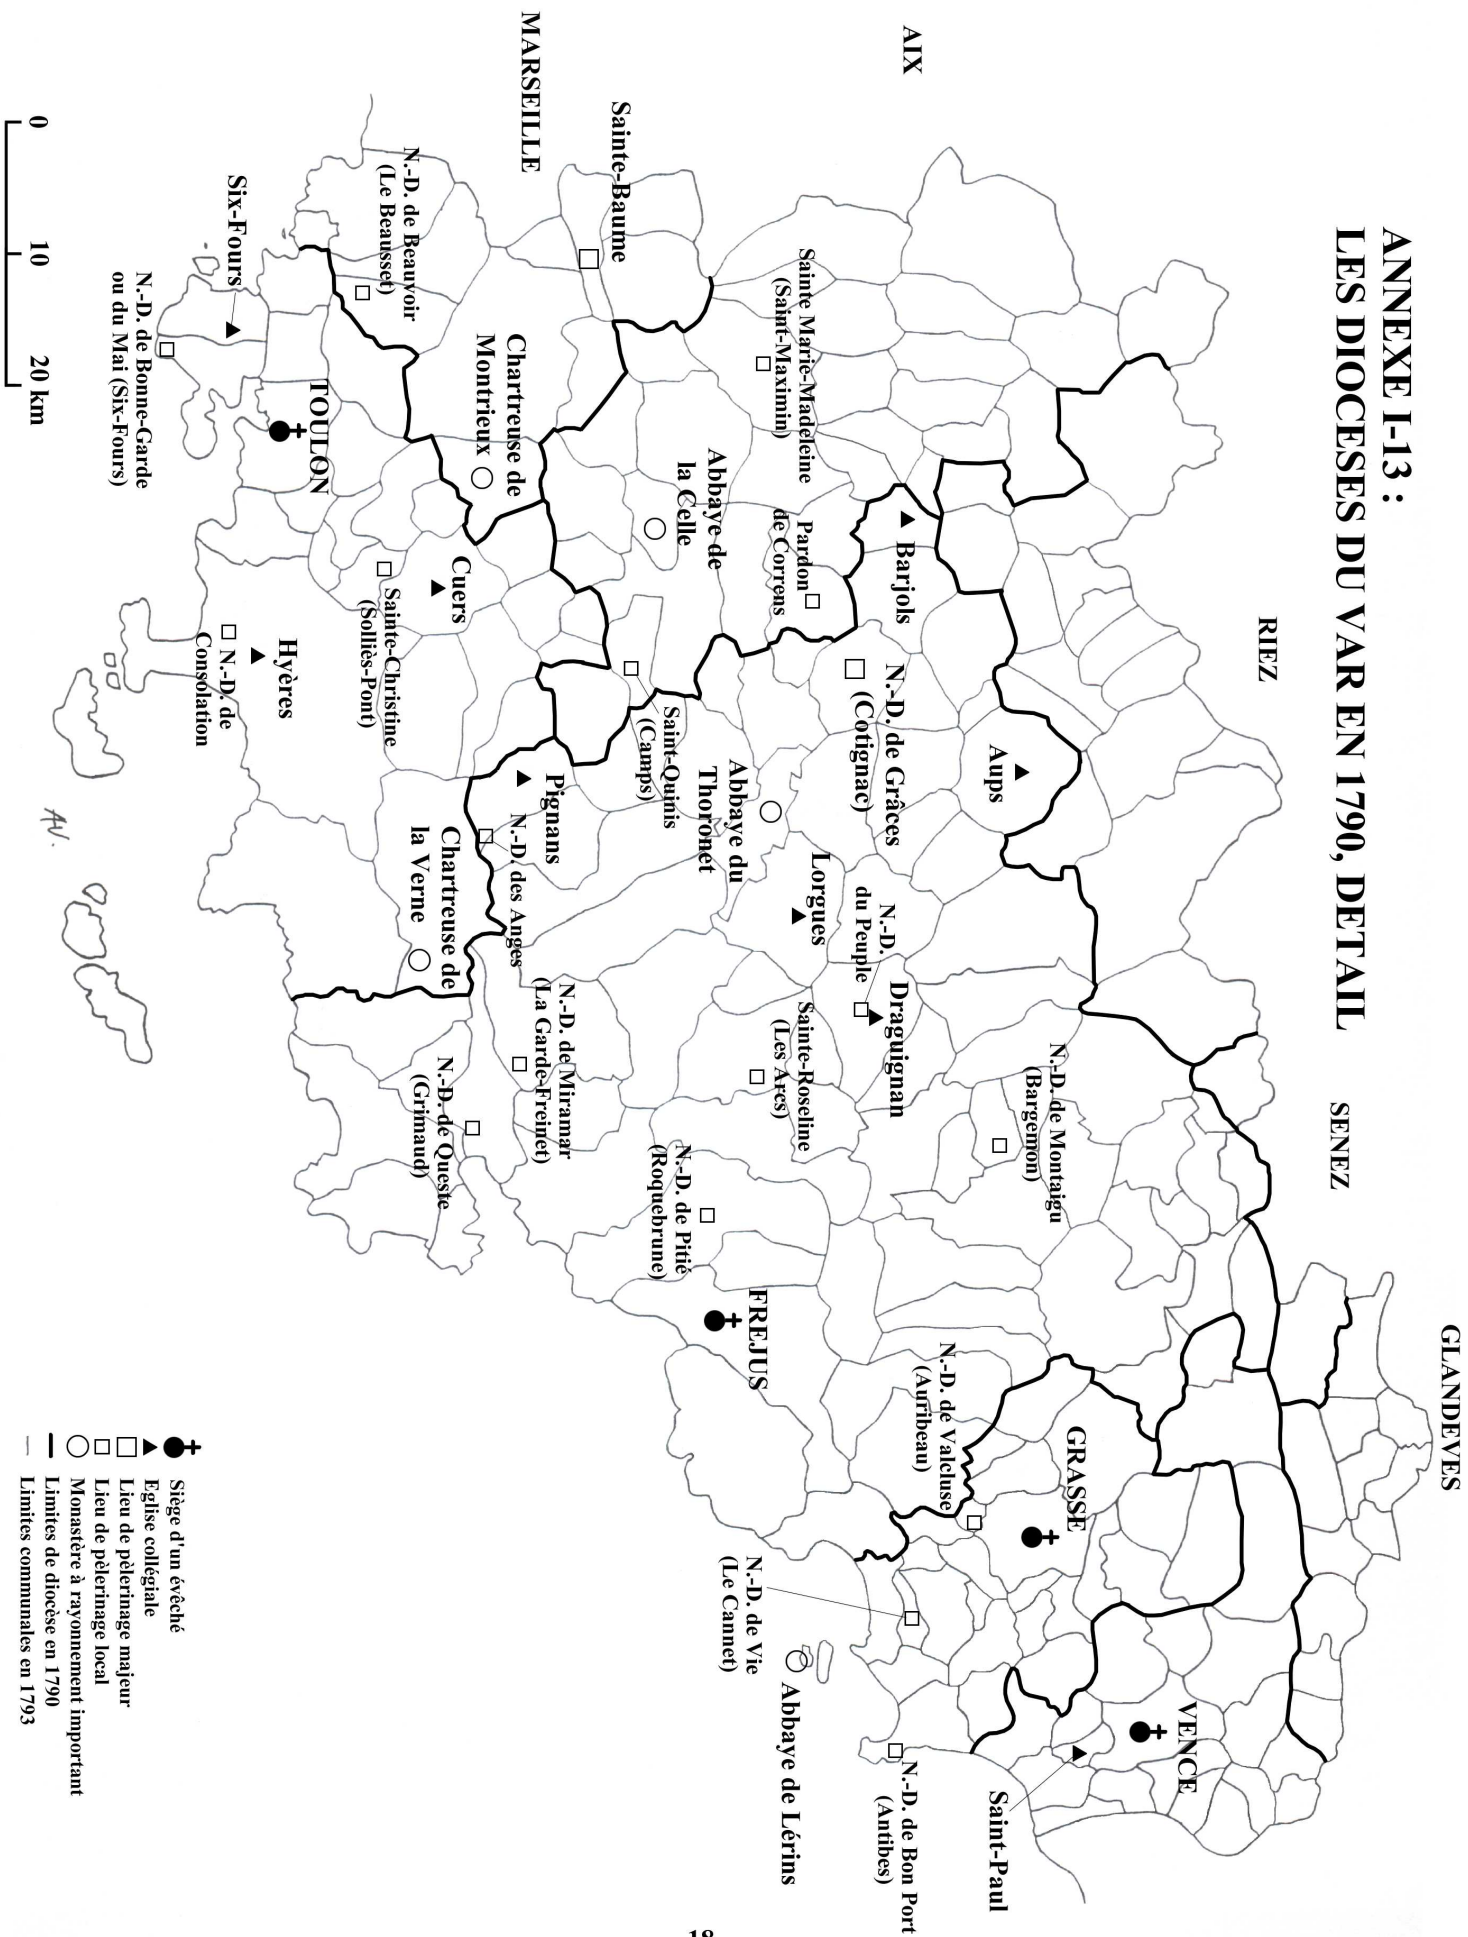 ANNEXE I-13 :
LES DIOCESES DU VAR EN 1790, DETAIL
GLANDEVES
SENEZ
RIEZ
AIX
MARSEILLE
VENCE
Saint-Paul
GRASSE
N.-D. de Montaigu
(Bargemon)
Aups
N.-D. de Valcluse
(Auribeau)
N.-D. de Bon Port
(Antibes)
Barjols
N.-D. de Grâces
(Cotignac)
N.-D.
du Peuple
Draguignan
Lorgues
Sainte Marie-Madeleine
(Saint-Maximin)
Pardon
de Correns
Sainte-Roseline
(Les Arcs)
Abbaye de Lérins
N.-D. de Vie
(Le Cannet)
FREJUS
Abbaye de
la Celle
Abbaye du
Thoronet
N.-D. de Pitié
(Roquebrune)
Saint-Quinis
(Camps)
Sainte-Baume
Pignans
N.-D. des Anges
N.-D. de Miramar
(La Garde-Freinet)
Chartreuse de
Montrieux
Cuers
Chartreuse de
la Verne
N.-D. de Queste
(Grimaud)
N.-D. de Beauvoir
(Le Beausset)
Sainte-Christine
(Solliès-Pont)
TOULON
Hyères
Six-Fours
N.-D. de
Consolation
N.-D. de Bonne-Garde
ou du Mai (Six-Fours)
AV.
0 10 20 km
Siège d'un évêché
Eglise collégiale
Lieu de pèlerinage majeur
Lieu de pèlerinage local
Monastère à rayonnement important
Limites de diocèse en 1790
Limites communales en 1793